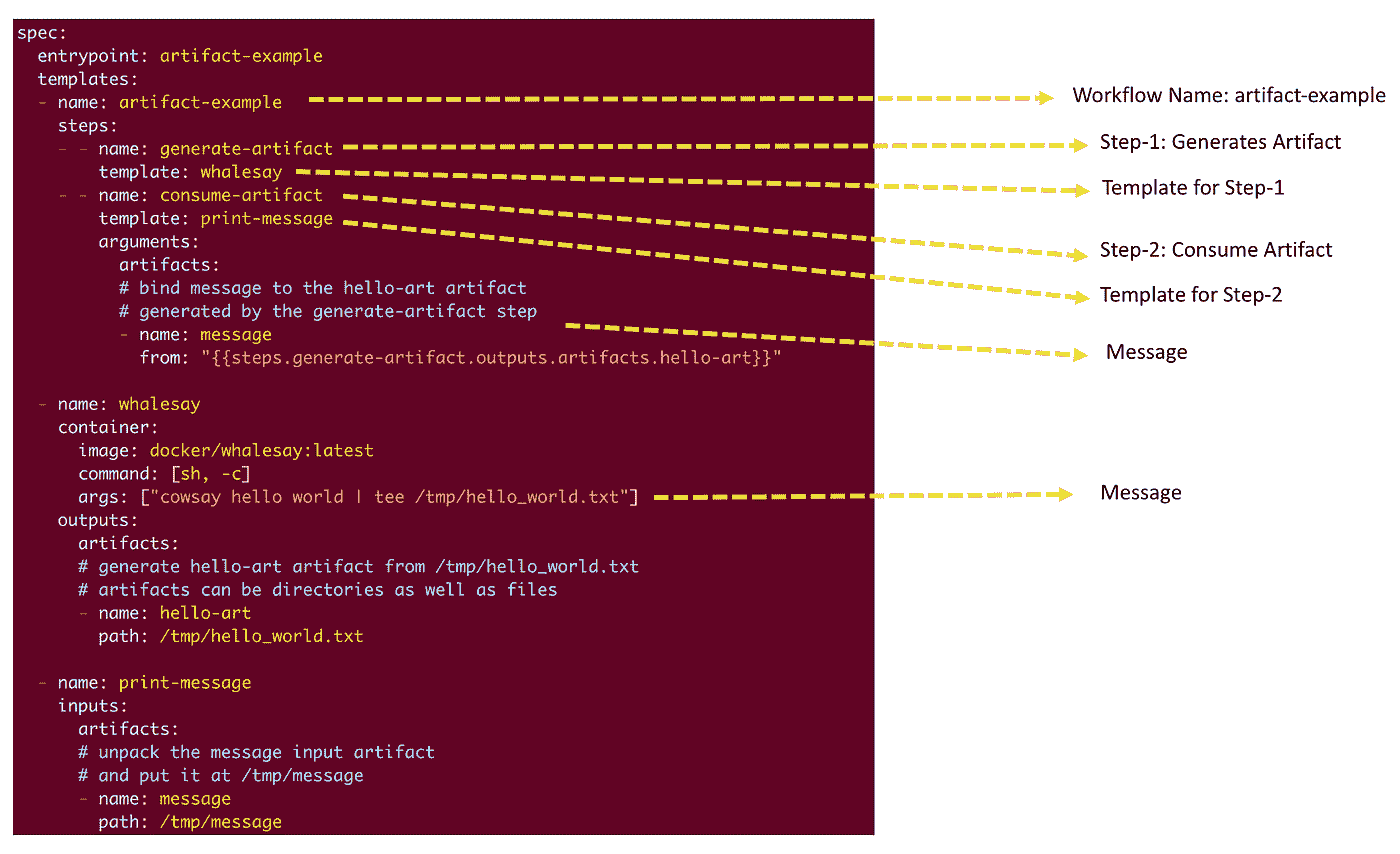 spec:
  entrypoint: artifact-example
  templates:
  - name: artifact-example
    steps:
    - - name: generate-artifact
        template: whalesay
    - - name: consume-artifact
        template: print-message
        arguments:
          artifacts:
          # bind message to the hello-art artifact
          # generated by the generate-artifact step
          - name: message
            from: "{{steps.generate-artifact.outputs.artifacts.hello-art}}"

  - name: whalesay
    container:
      image: docker/whalesay:latest
      command: [sh, -c]
      args: ["cowsay hello world | tee /tmp/hello_world.txt"]
    outputs:
      artifacts:
      # generate hello-art artifact from /tmp/hello_world.txt
      # artifacts can be directories as well as files
      - name: hello-art
        path: /tmp/hello_world.txt

  - name: print-message
    inputs:
      artifacts:
      # unpack the message input artifact
      # and put it at /tmp/message
      - name: message
        path: /tmp/message
Workflow Name: artifact-example
Step-1: Generates Artifact
Template for Step-1
Step-2: Consume Artifact
Template for Step-2
Message
Message